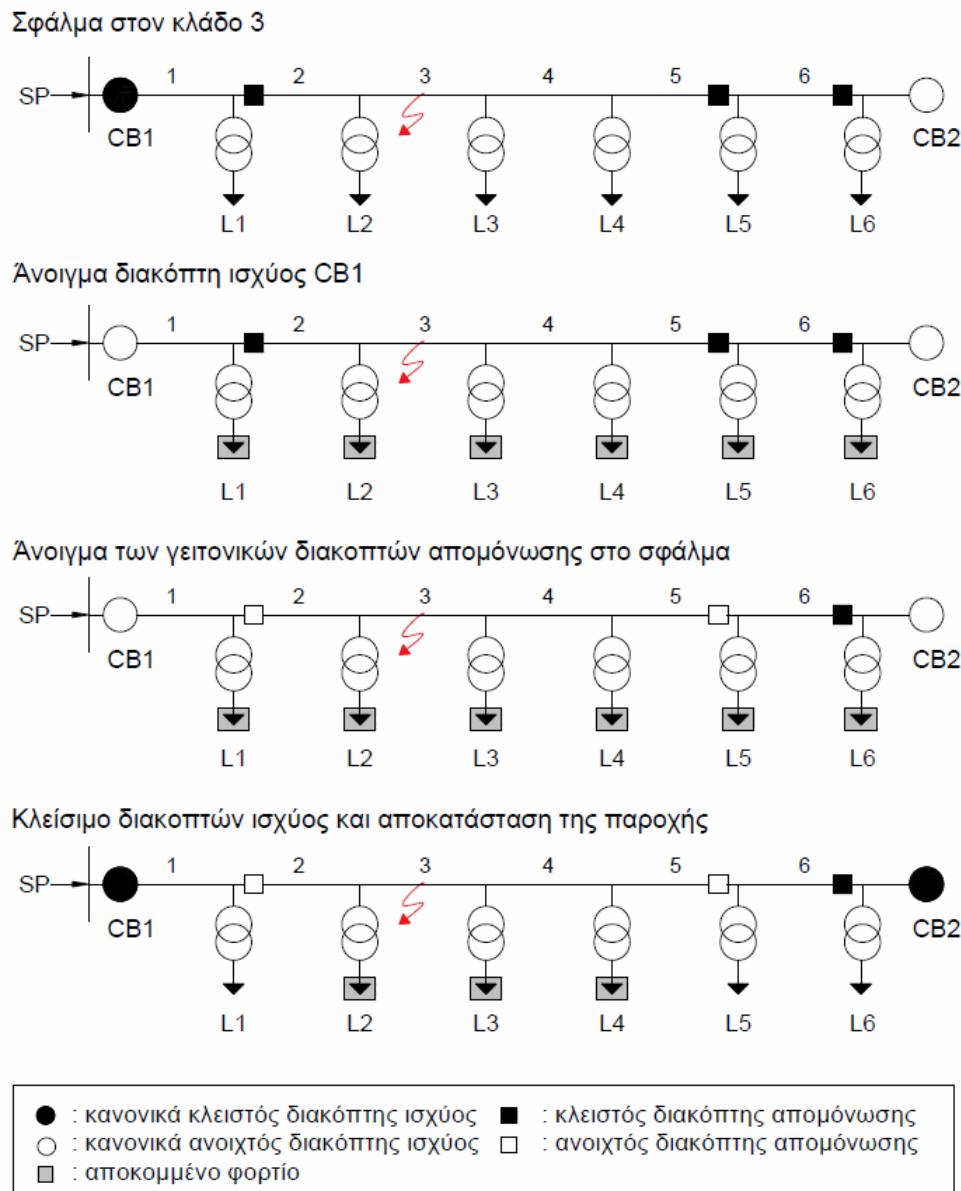 Σφάλμα στον κλάδο 3
1 2 3 4 5 6
SP
CB1 CB2
L1 L2 L3 L4 L5 L6
Άνοιγμα διακόπτη ισχύος CB1
1 2 3 4 5 6
SP
CB1 CB2
L1 L2 L3 L4 L5 L6
Άνοιγμα των γειτονικών διακοπτών απομόνωσης στο σφάλμα
1 2 3 4 5 6
SP
CB1 CB2
L1 L2 L3 L4 L5 L6
Κλείσιμο διακοπτών ισχύος και αποκατάσταση της παροχής
1 2 3 4 5 6
SP
CB1 CB2
L1 L2 L3 L4 L5 L6
: κανονικά κλειστός διακόπτης ισχύος : κλειστός διακόπτης απομόνωσης
: κανονικά ανοιχτός διακόπτης ισχύος : ανοιχτός διακόπτης απομόνωσης
: αποκομμένο φορτίο